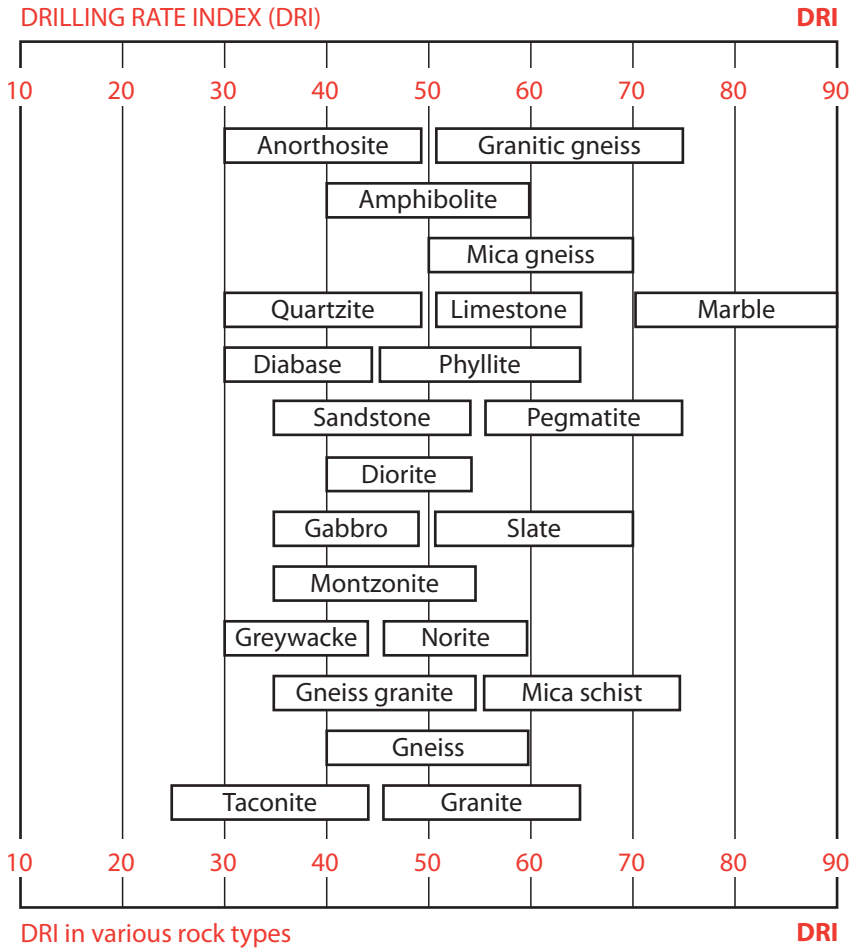 DRILLING RATE INDEX (DRI) DRI
10 20 30 40 50 60 70 80 90
Anorthosite Granitic gneiss
Amphibolite
Mica gneiss
Quartzite Limestone Marble
Diabase Phyllite
Sandstone Pegmatite
Diorite
Gabbro Slate
Montzonite
Greywacke Norite
Gneiss granite Mica schist
Gneiss
Taconite Granite
10 20 30 40 50 60 70 80 90
DRI in various rock types DRI